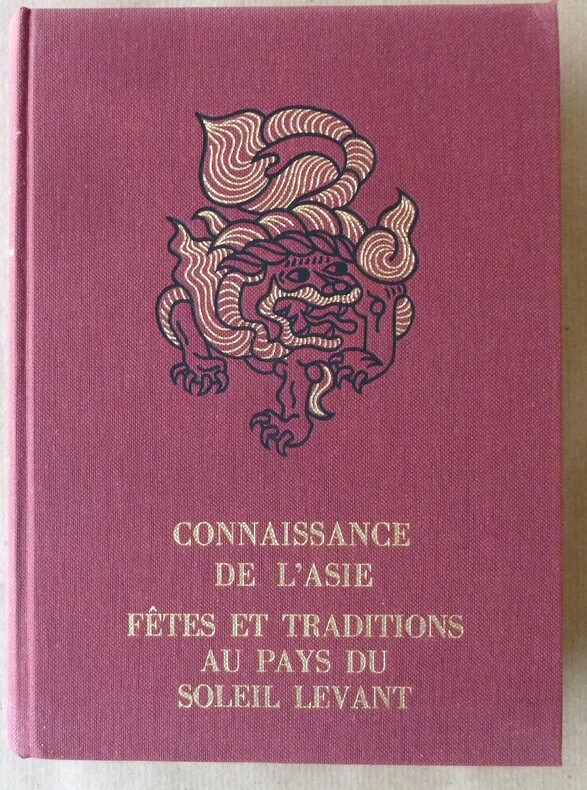 CONNAISSANCE
DE L'ASIE
FÊTES ET TRADITIONS
AU PAYS DU
SOLEIL LEVANT